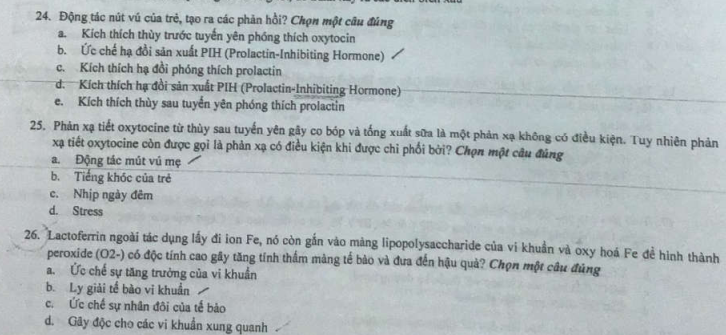 24. Động tác nút vú của trẻ, tạo ra các phản hồi? Chọn một câu đúng
a. Kích thích thùy trước tuyến yên phóng thích oxytocin
b. Ức chế hạ đồi sản xuất PIH (Prolactin-Inhibiting Hormone)
c. Kích thích hạ đồi phóng thích prolactin
d. Kích thích hạ đồi sản xuất PIH (Prolactin-Inhibiting Hormone)
e. Kích thích thùy sau tuyến yên phóng thích prolactin
25. Phản xạ tiết oxytocine từ thùy sau tuyến yên gây co bóp và tống xuất sữa là một phản xạ không có điều kiện. Tuy nhiên phản
xạ tiết oxytocine còn được gọi là phản xạ có điều kiện khi được chi phối bởi? Chọn một câu đúng
a. Động tác mút vú mẹ
b. Tiếng khóc của trẻ
c. Nhịp ngày đêm
d. Stress
26. Lactoferrin ngoài tác dụng lấy đi ion Fe, nó còn gắn vào màng lipopolysaccharide của vi khuẩn và oxy hoá Fe để hình thành
peroxide (O2-) có độc tính cao gây tăng tính thấm màng tế bào và đưa đến hậu quả? Chọn một câu đúng
a. Ức chế sự tăng trưởng của vi khuẩn
b. Ly giải tế bào vi khuẩn
c. Ức chế sự nhân đôi của tế bào
d. Gây độc cho các vi khuẩn xung quanh